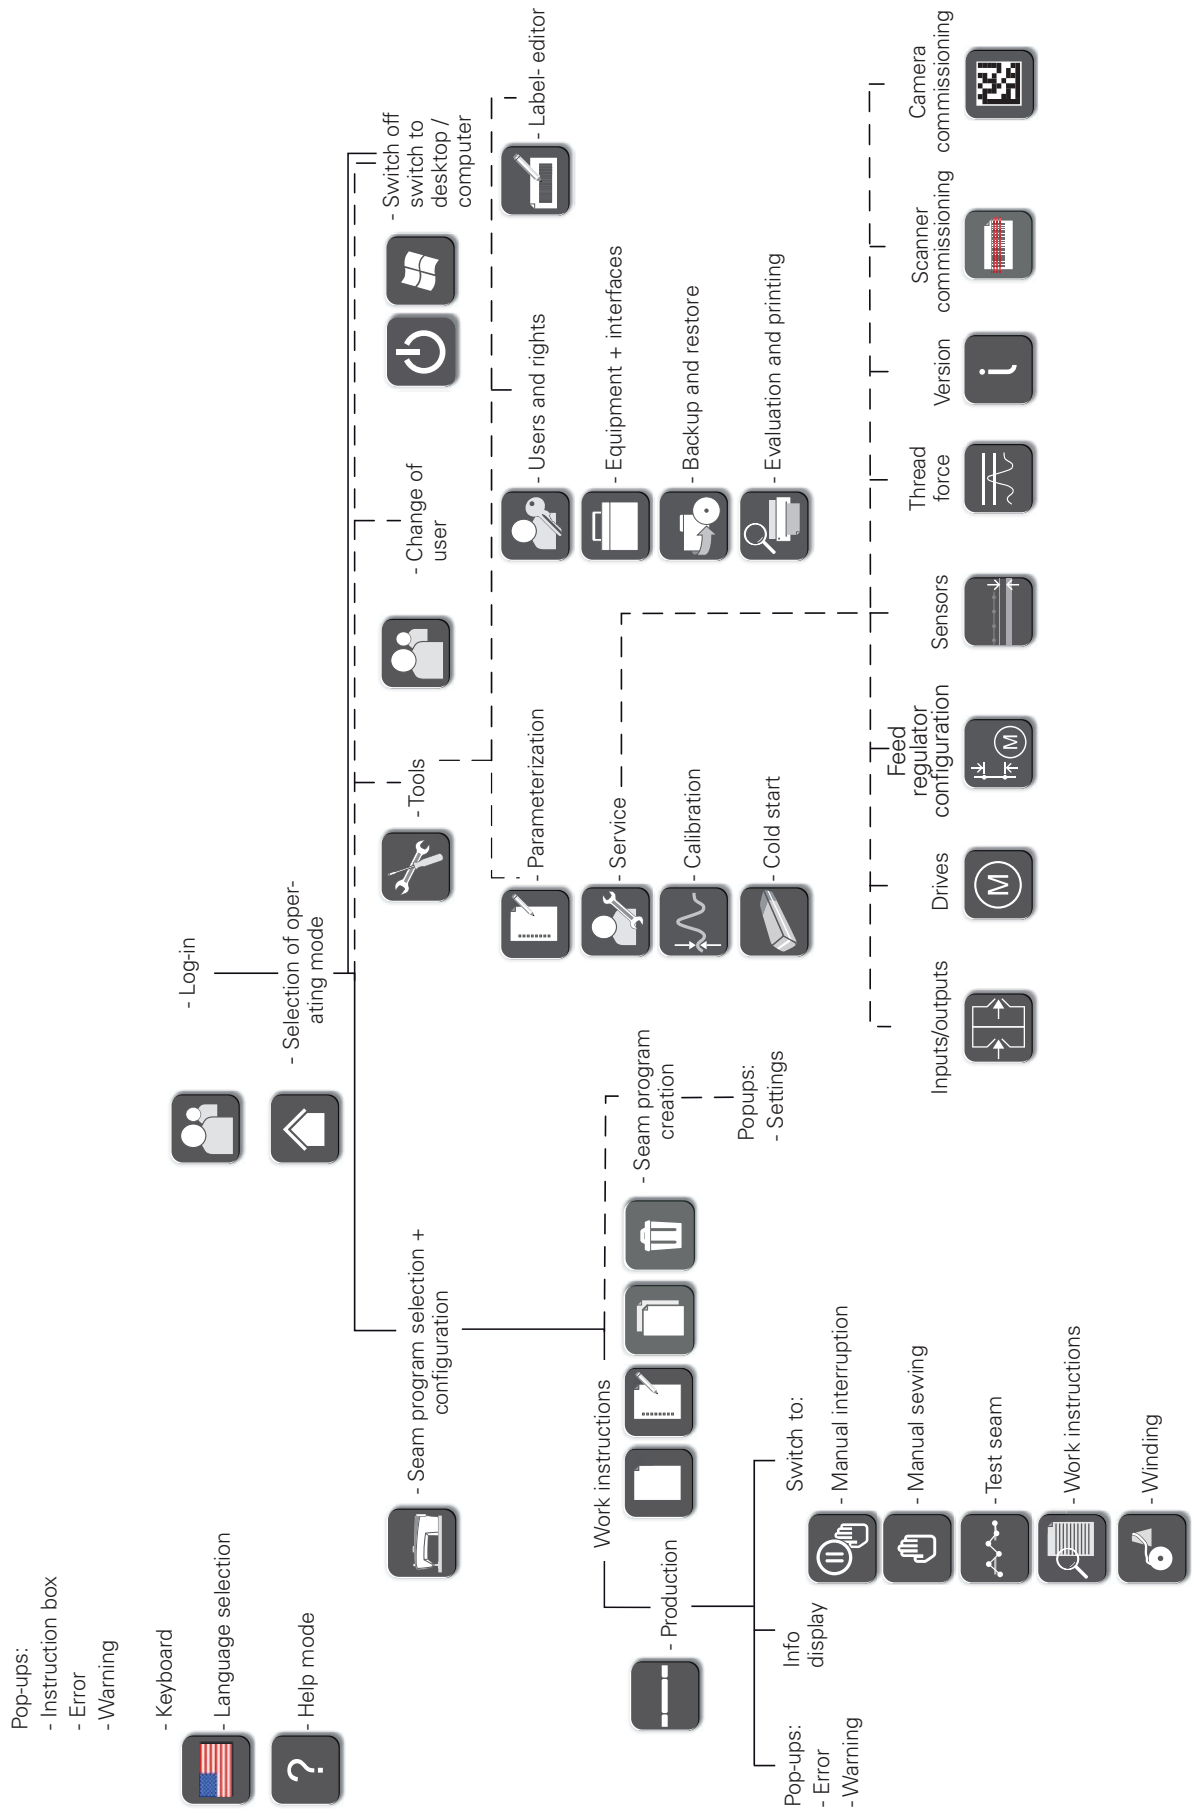 Pop-ups:
- Instruction box
- Error
- Warning
- Keyboard
- Language selection
- Help mode
- Log-in
- Selection of oper-
ating mode
- Seam program selection +
configuration
- Tools
- Change of
user
- Switch off
switch to
desktop /
computer
- Parameterization
- Service
- Calibration
- Cold start
- Users and rights
- Equipment + interfaces
- Backup and restore
- Evaluation and printing
- Label- editor
Work instructions
- Seam program
creation
Popups:
- Settings
- Production
Pop-ups:
- Error
- Warning
Info
display
Switch to:
- Manual interruption
- Manual sewing
- Test seam
- Work instructions
- Winding
Inputs/outputs
Drives
M
Feed
regulator
configuration
M
Sensors
Thread
force
Version
i
Scanner
commissioning
Camera
commissioning
?